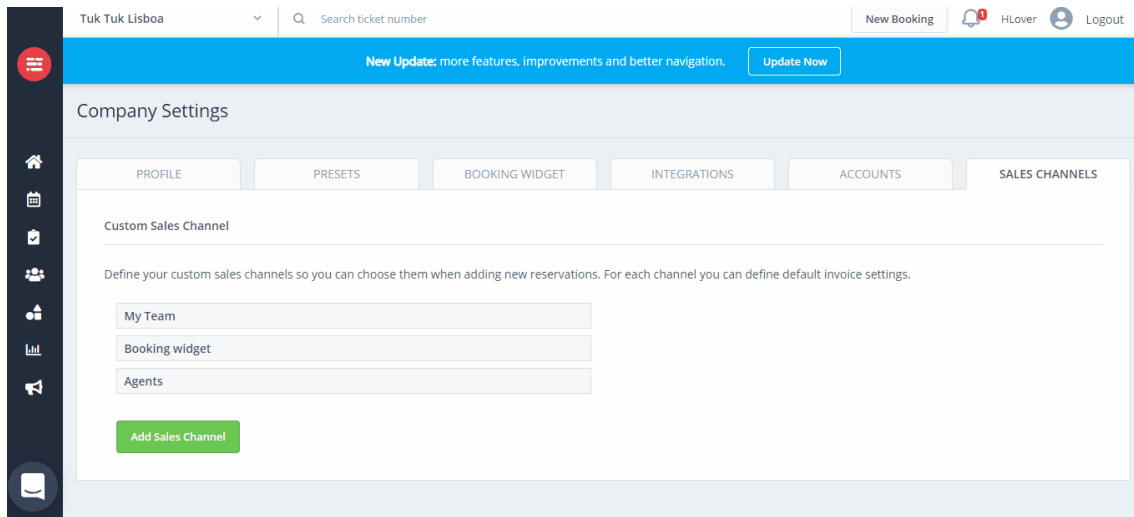 Tuk Tuk Lisboa
Search ticket number
New Booking
1
HLover
Logout
New Update: more features, improvements and better navigation.
Update Now
Company Settings
PROFILE
PRESETS
BOOKING WIDGET
INTEGRATIONS
ACCOUNTS
SALES CHANNELS
Custom Sales Channel
Define your custom sales channels so you can choose them when adding new reservations. For each channel you can define default invoice settings.
My Team
Booking widget
Agents
Add Sales Channel